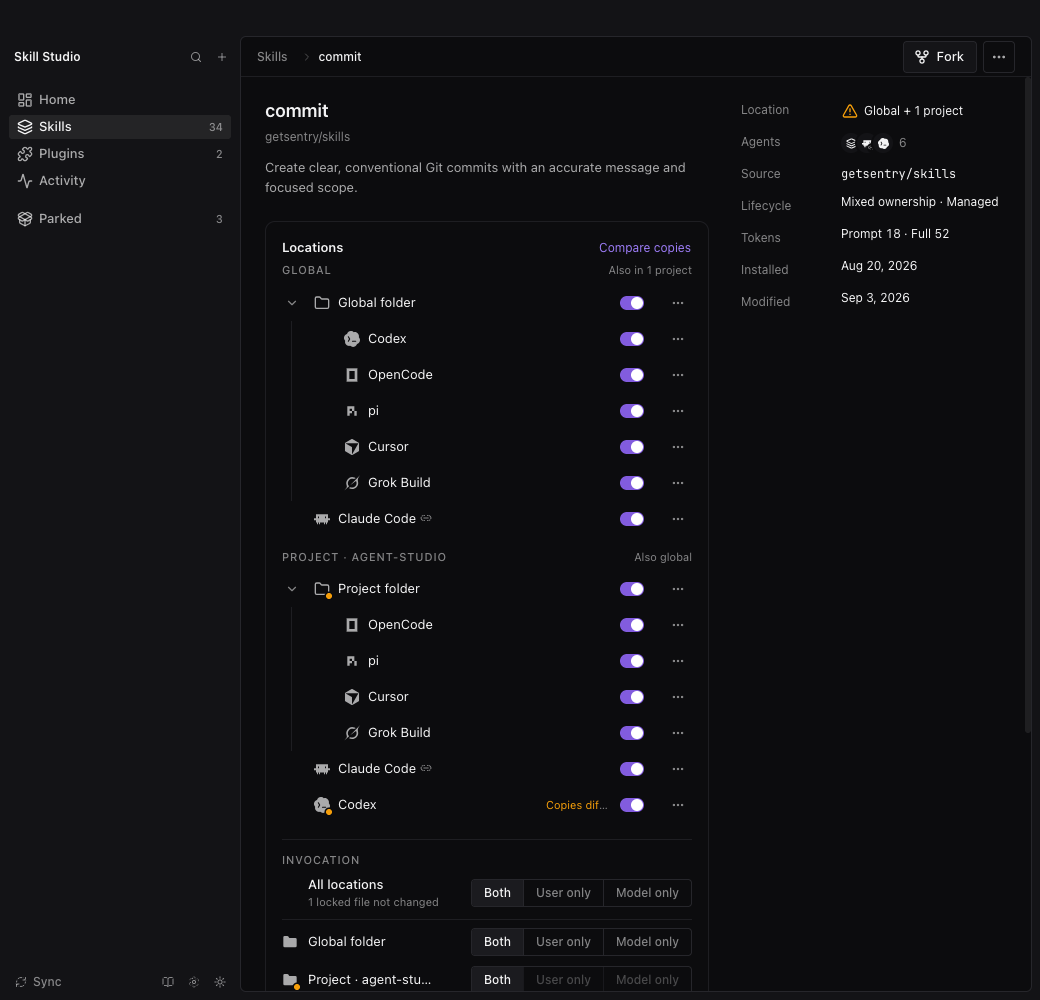 Skill Studio
Home
Skills 34
Plugins 2
Activity
Parked 3
Sync
Skills commit
Fork
commit
getsentry/skills
Create clear, conventional Git commits with an accurate message and
focused scope.
Locations Compare copies
GLOBAL Also in 1 project
Global folder
Codex
OpenCode
pi
Cursor
Grok Build
Claude Code
PROJECT · AGENT-STUDIO Also global
Project folder
OpenCode
pi
Cursor
Grok Build
Claude Code
Codex Copies dif...
INVOCATION
All locations
1 locked file not changed
Both User only Model only
Global folder Both User only Model only
Project · agent-stu... Both User only Model only
Location Global + 1 project
Agents 6
Source getsentry/skills
Lifecycle Mixed ownership · Managed
Tokens Prompt 18 · Full 52
Installed Aug 20, 2026
Modified Sep 3, 2026